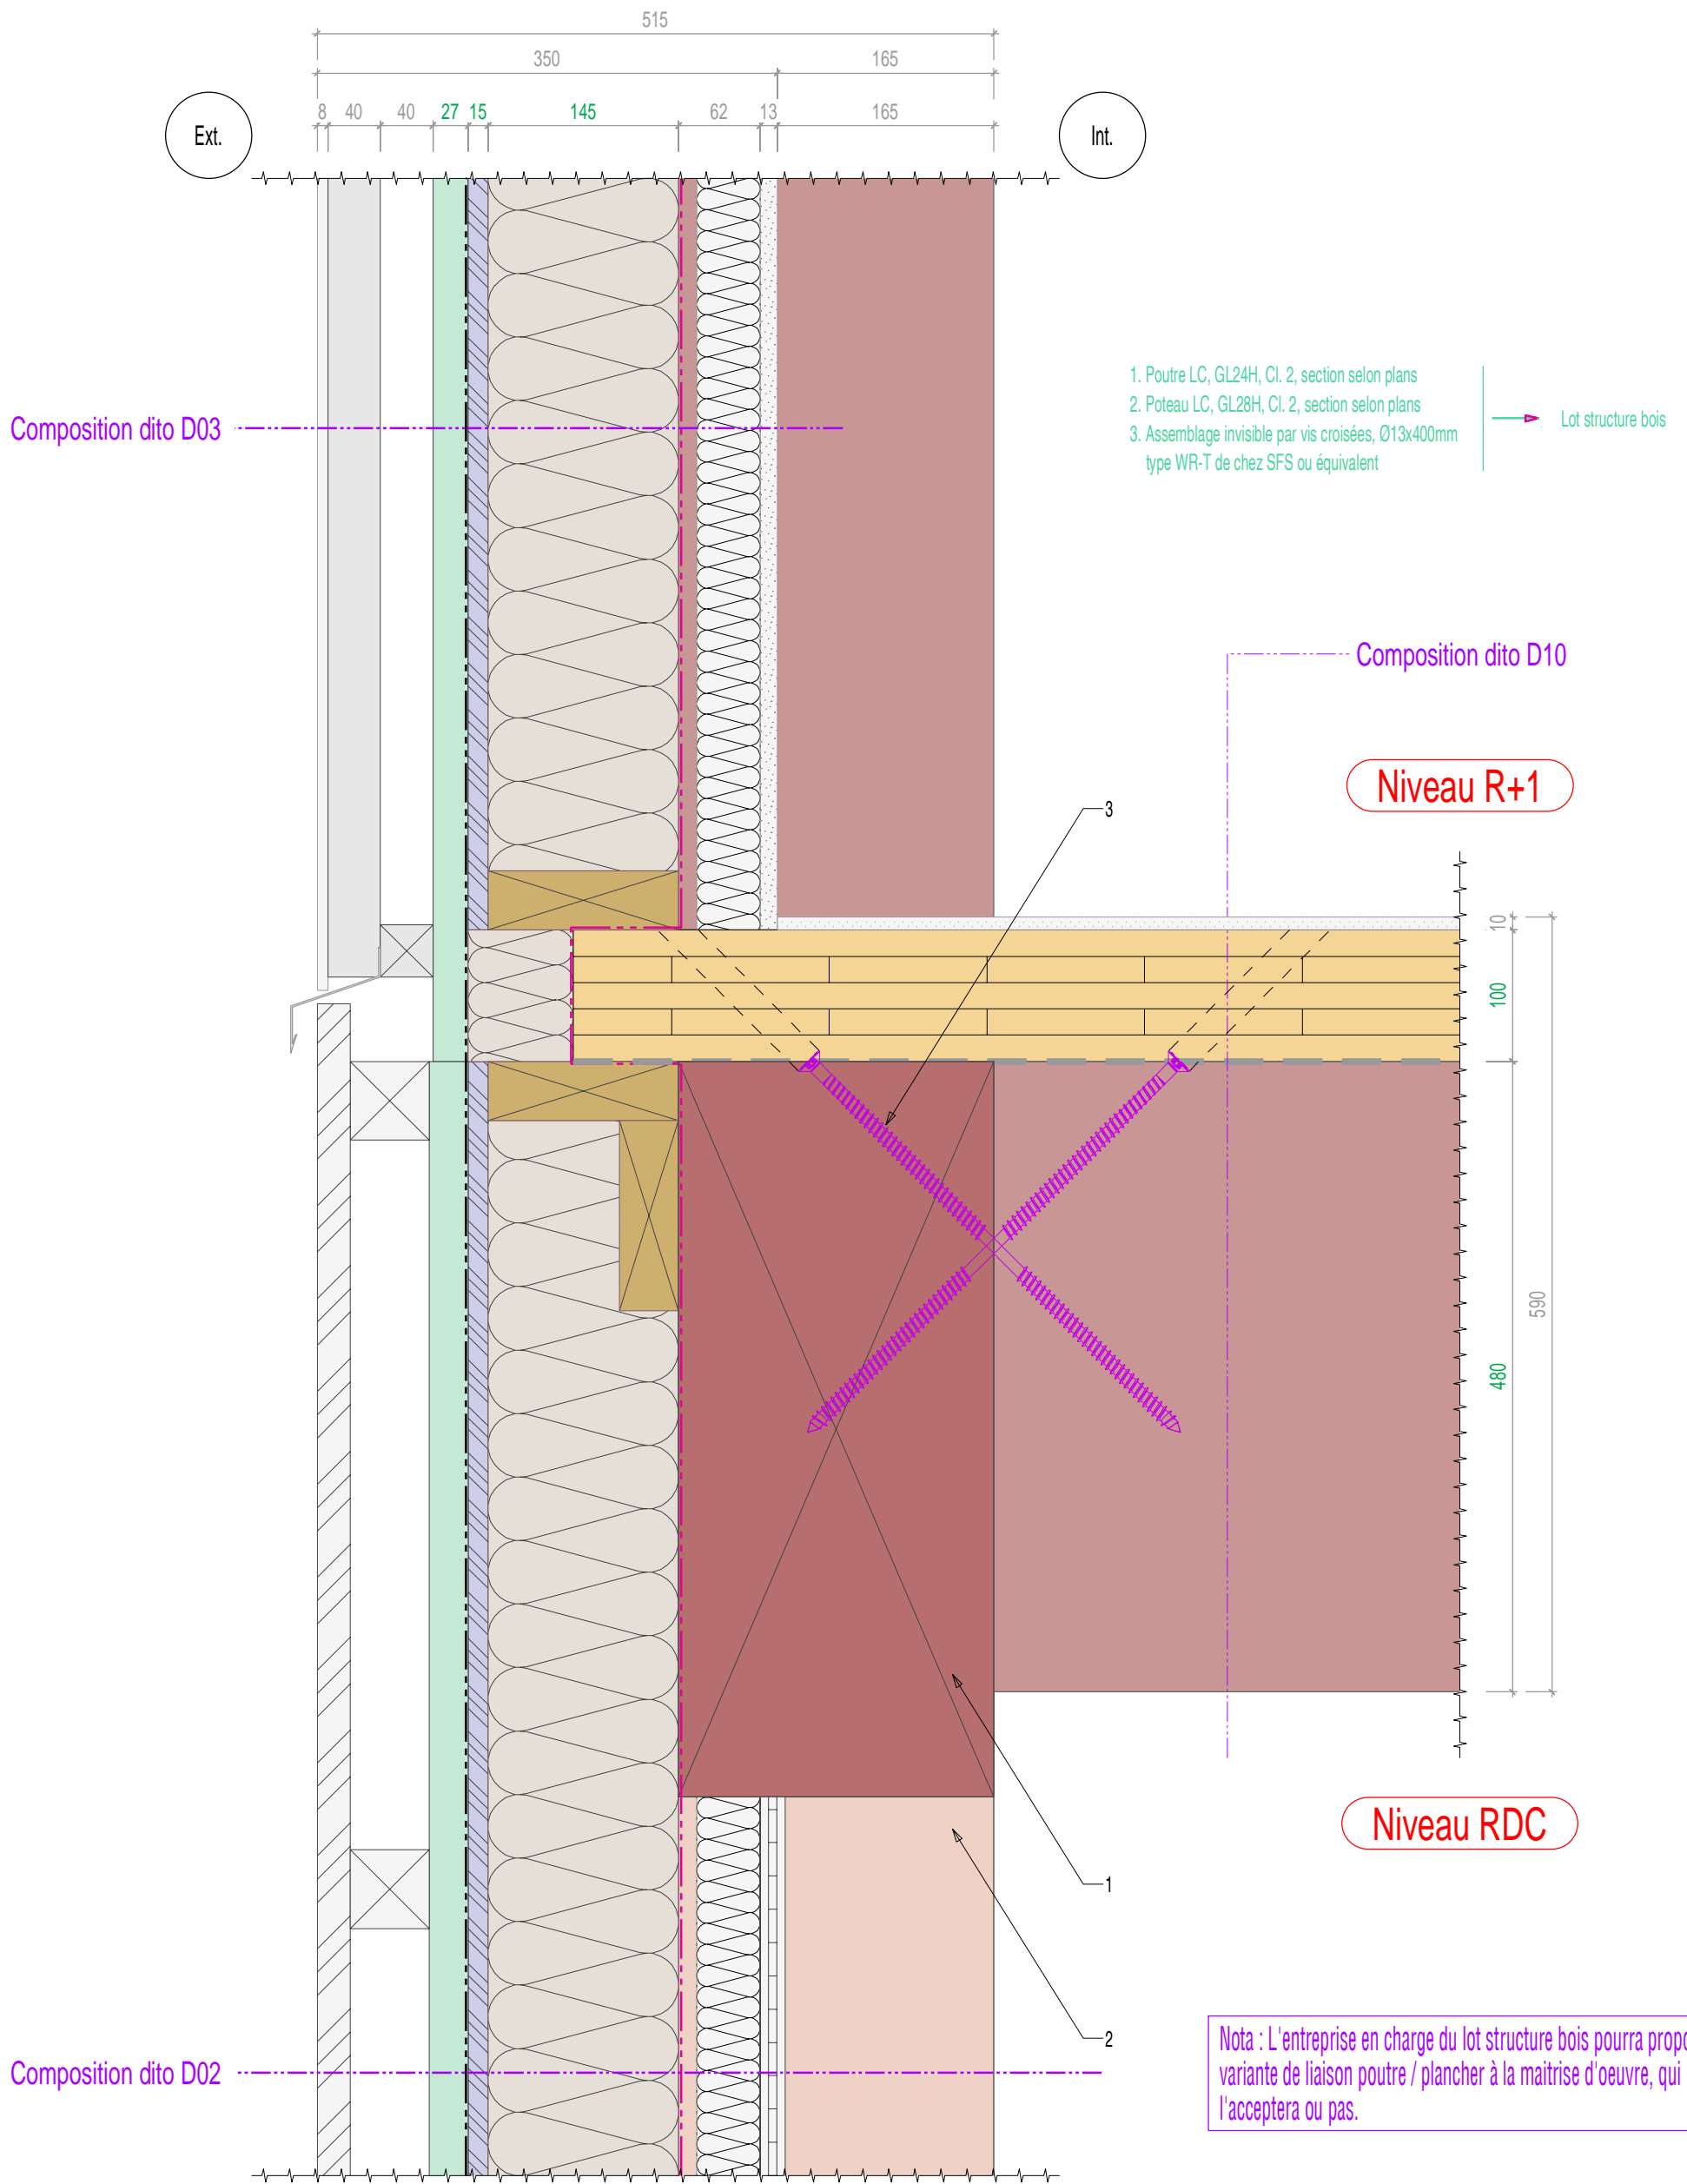 515
350 165
8 40 40 27 15 145 62 13 165
Ext.
Int.
1. Poutre LC, GL24H, Cl. 2, section selon plans
2. Poteau LC, GL28H, Cl. 2, section selon plans
3. Assemblage invisible par vis croisées, Ø13x400mm
type WR-T de chez SFS ou équivalent
Lot structure bois
Composition dito D03
Composition dito D10
Niveau R+1
3
10
100
590
480
Niveau RDC
1
2
Composition dito D02
Nota : L'entreprise en charge du lot structure bois pourra propo
variante de liaison poutre / plancher à la maitrise d'oeuvre, qui
l'acceptera ou pas.